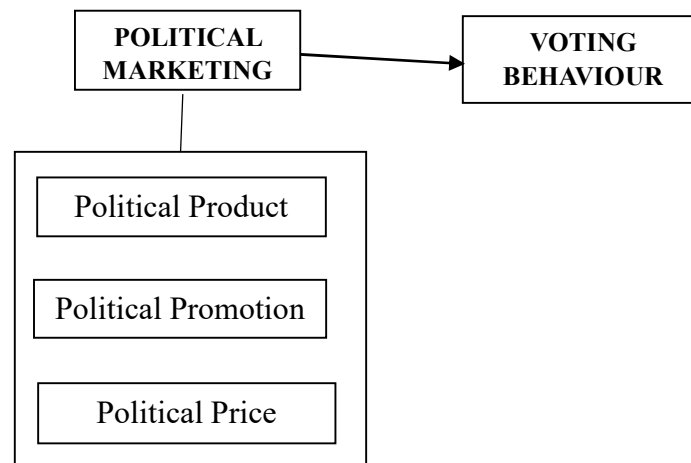 POLITICAL
MARKETING
VOTING
BEHAVIOUR
Political Product
Political Promotion
Political Price